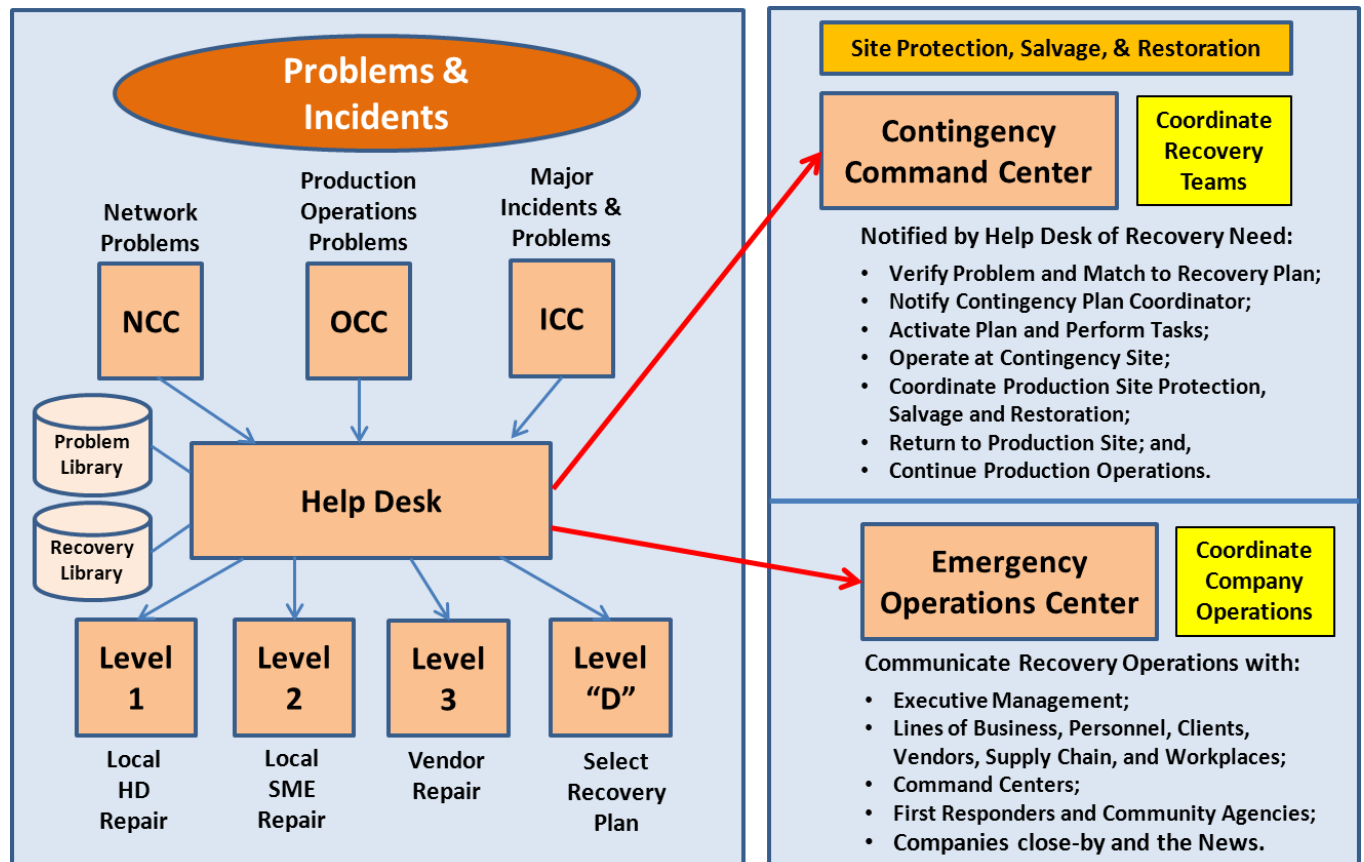 Problems &
Incidents
Network
Problems
Production
Operations
Problems
Major
Incidents &
Problems
NCC
OCC
ICC
Problem
Library
Recovery
Library
Help Desk
Level
1
Level
2
Level
3
Level
“D”
Local
HD
Repair
Local
SME
Repair
Vendor
Repair
Select
Recovery
Plan
Site Protection, Salvage, & Restoration
Contingency
Command Center
Coordinate
Recovery
Teams
Notified by Help Desk of Recovery Need:
• Verify Problem and Match to Recovery Plan;
• Notify Contingency Plan Coordinator;
• Activate Plan and Perform Tasks;
• Operate at Contingency Site;
• Coordinate Production Site Protection,
Salvage and Restoration;
• Return to Production Site; and,
• Continue Production Operations.
Emergency
Operations Center
Coordinate
Company
Operations
Communicate Recovery Operations with:
• Executive Management;
• Lines of Business, Personnel, Clients,
Vendors, Supply Chain, and Workplaces;
• Command Centers;
• First Responders and Community Agencies;
• Companies close-by and the News.